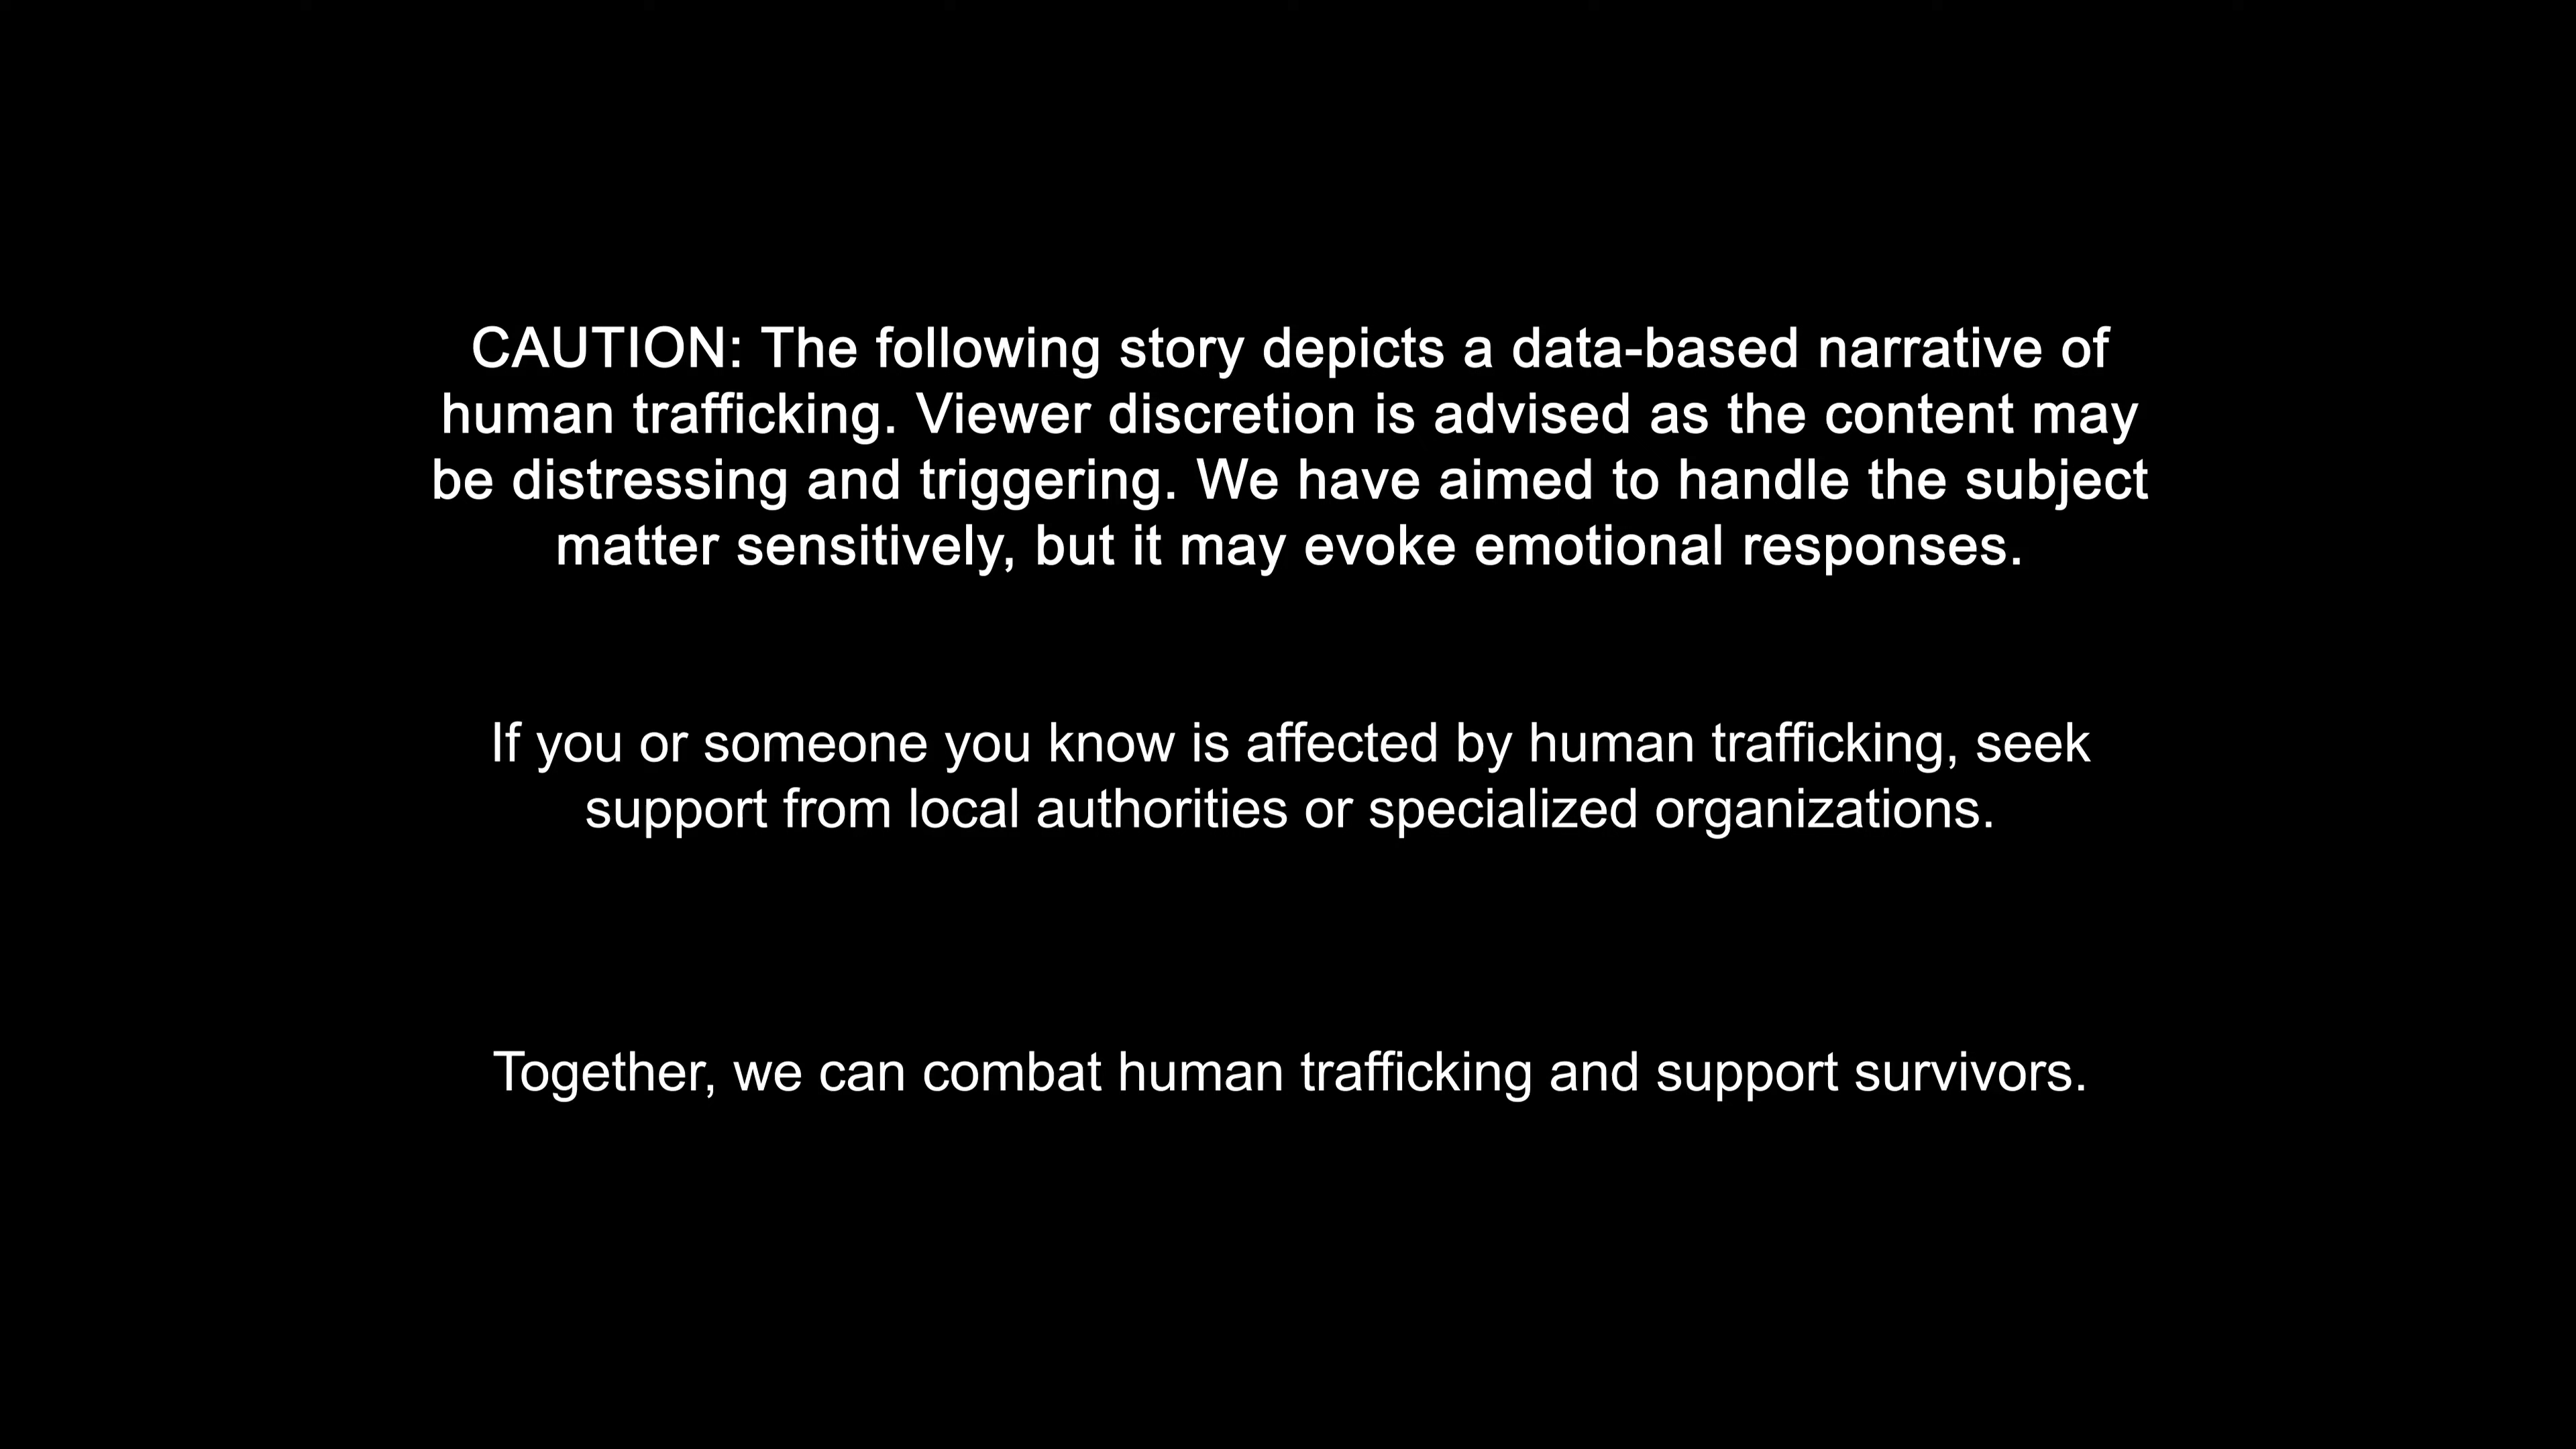 CAUTION: The following story depicts a data-based narrative of
human trafficking. Viewer discretion is advised as the content may
be distressing and triggering. We have aimed to handle the subject
matter sensitively, but it may evoke emotional responses.
If you or someone you know is affected by human trafficking, seek
support from local authorities or specialized organizations.
Together, we can combat human trafficking and support survivors.